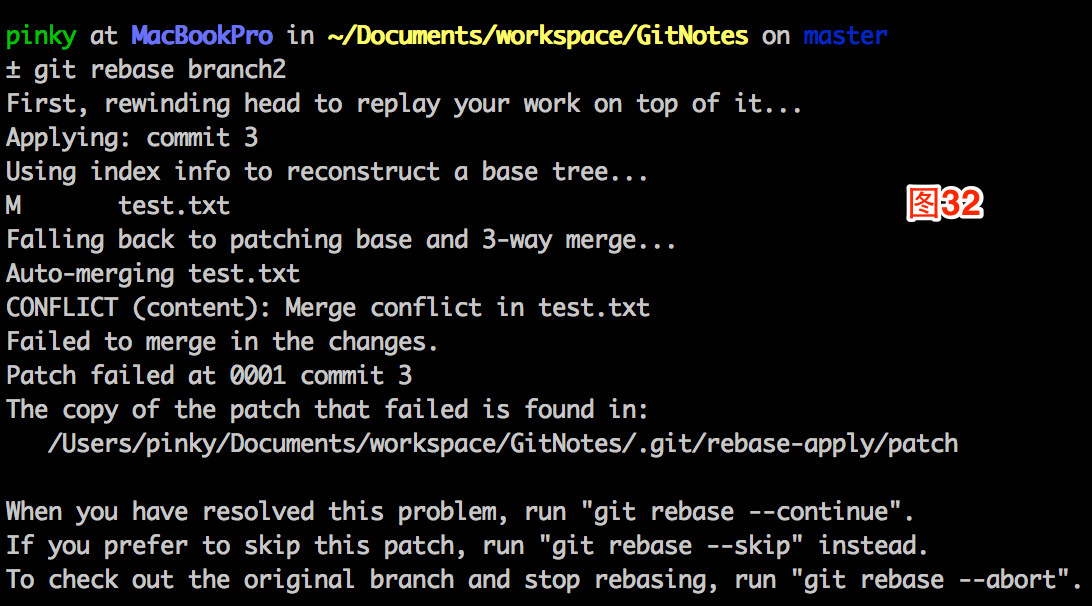 pinky at MacBookPro in ~/Documents/workspace/GitNotes on master
± git rebase branch2
First, rewinding head to replay your work on top of it...
Applying: commit 3
Using index info to reconstruct a base tree...
M       test.txt
图32
Falling back to patching base and 3-way merge...
Auto-merging test.txt
CONFLICT (content): Merge conflict in test.txt
Failed to merge in the changes.
Patch failed at 0001 commit 3
The copy of the patch that failed is found in:
   /Users/pinky/Documents/workspace/GitNotes/.git/rebase-apply/patch
When you have resolved this problem, run "git rebase --continue".
If you prefer to skip this patch, run "git rebase --skip" instead.
To check out the original branch and stop rebasing, run "git rebase --abort".